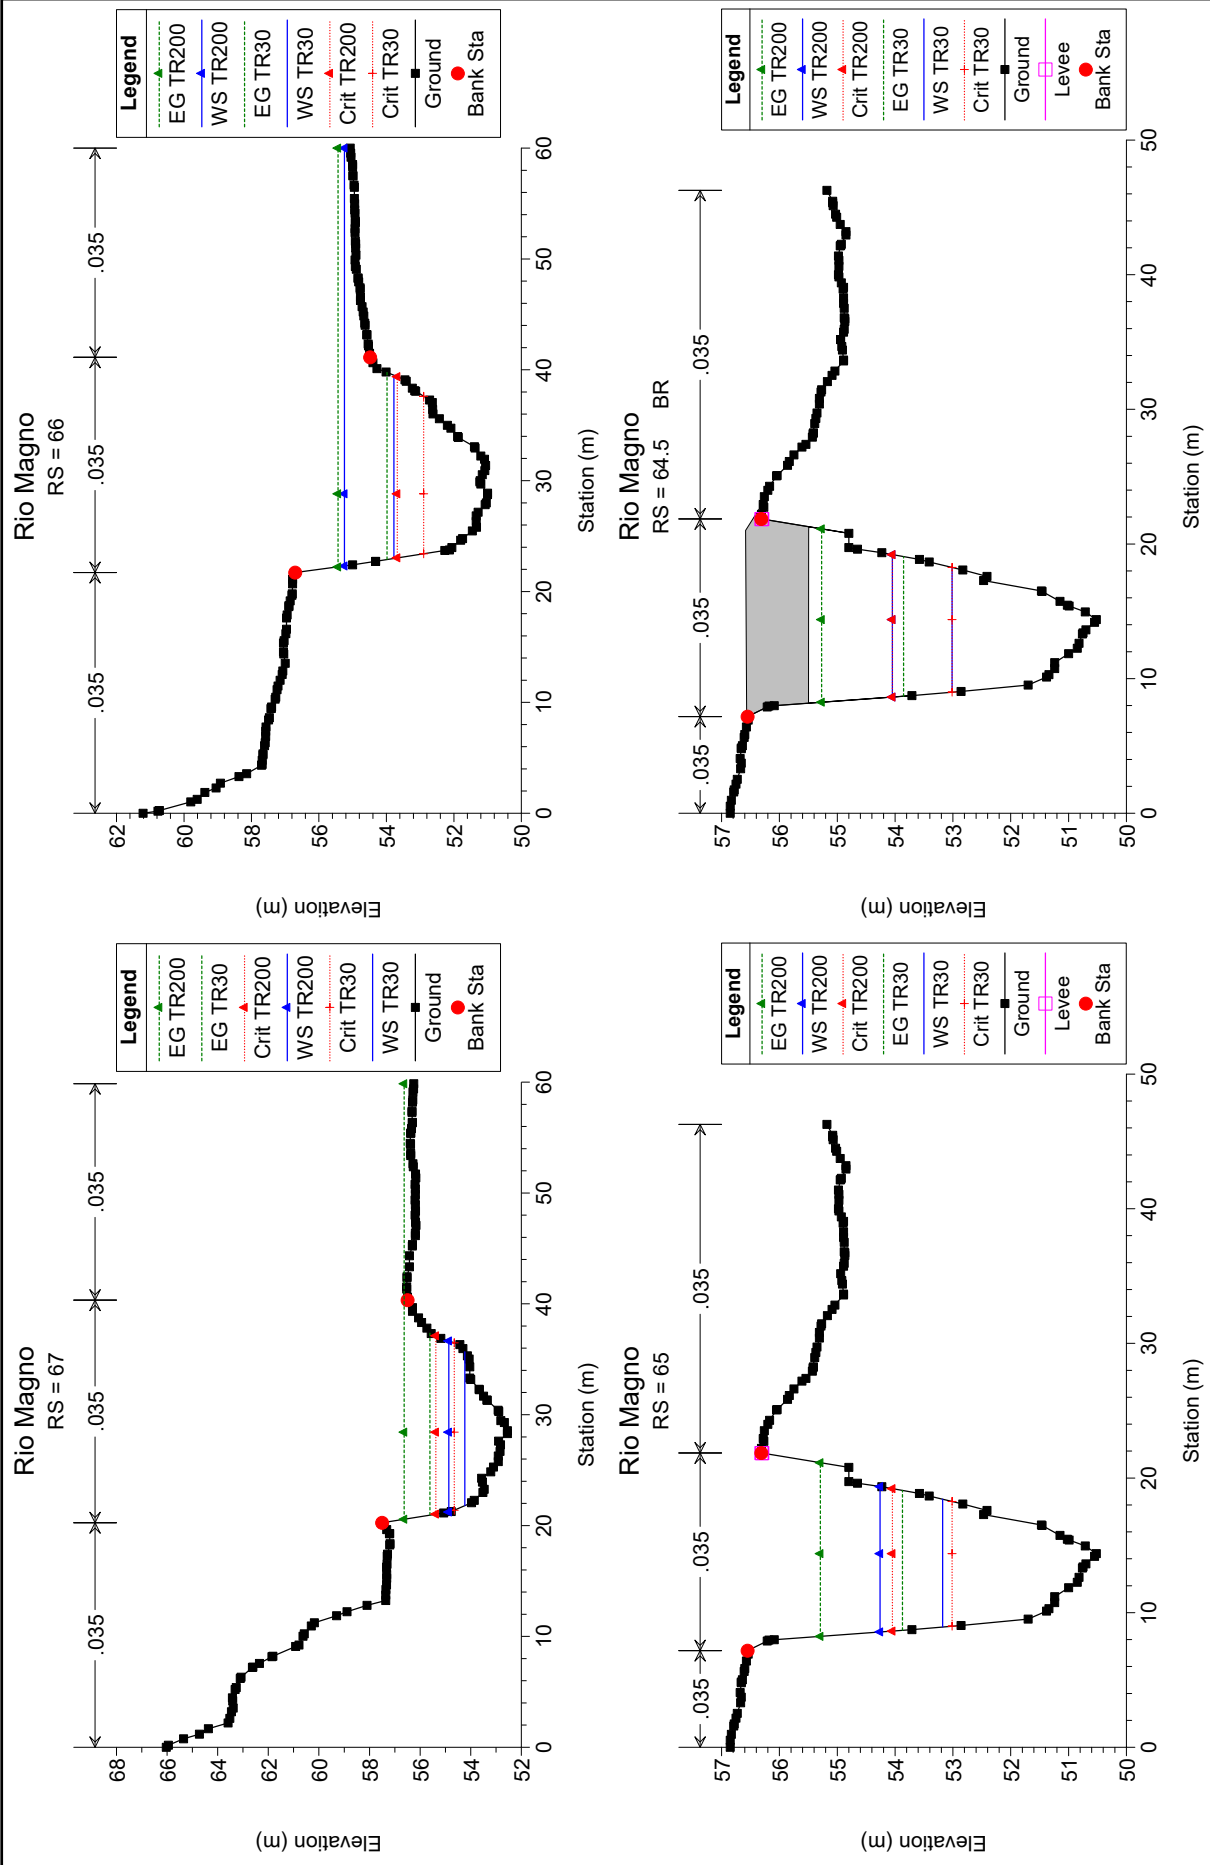 Rio Magno
RS = 67
.035 .035 .035
68
66
64
62
60
58
56
54
52
Elevation (m)
0 10 20 30 40 50 60
Station (m)
Legend
EG TR200
EG TR30
Crit TR200
WS TR200
Crit TR30
WS TR30
Ground
Bank Sta
Rio Magno
RS = 66
.035 .035 .035
62
60
58
56
54
52
50
Elevation (m)
0 10 20 30 40 50 60
Station (m)
Legend
EG TR200
WS TR200
EG TR30
WS TR30
Crit TR200
Crit TR30
Ground
Bank Sta
Rio Magno
RS = 65
.035 .035 .035
57
56
55
54
53
52
51
50
Elevation (m)
0 10 20 30 40 50
Station (m)
Legend
EG TR200
WS TR200
Crit TR200
EG TR30
WS TR30
Crit TR30
Ground
Levee
Bank Sta
Rio Magno
RS = 64.5 BR
.035 .035 .035
57
56
55
54
53
52
51
50
Elevation (m)
0 10 20 30 40 50
Station (m)
Legend
EG TR200
WS TR200
Crit TR200
EG TR30
WS TR30
Crit TR30
Ground
Levee
Bank Sta